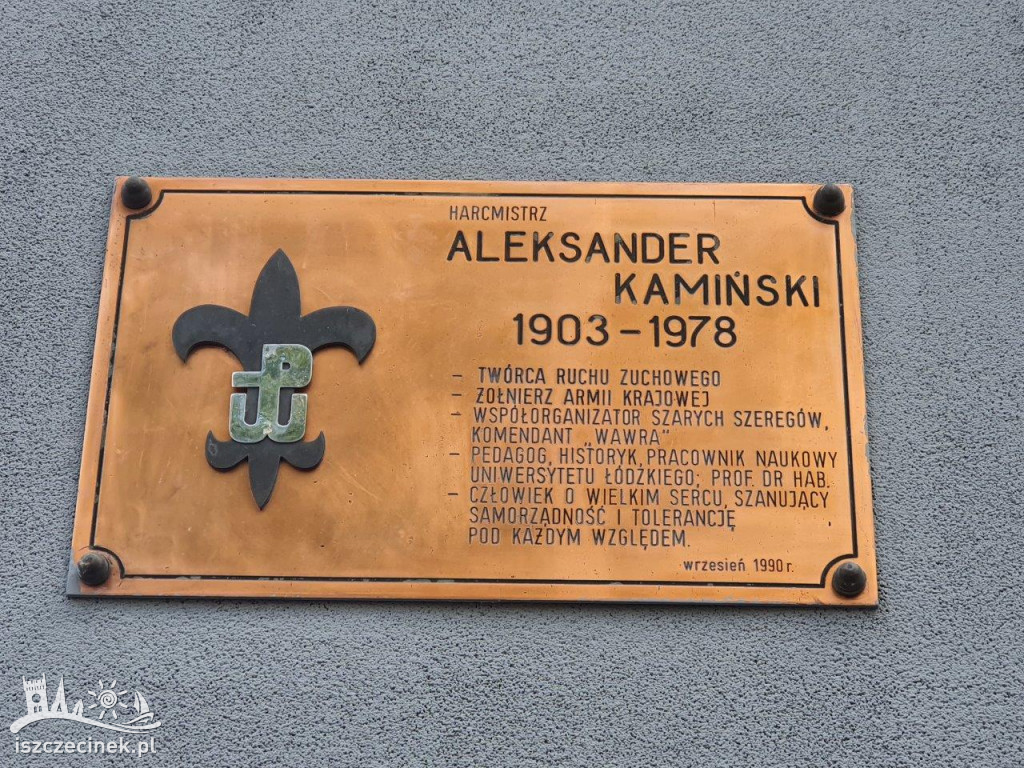 HARCMISTRZ
ALEKSANDER
KAMIŃSKI
1903 – 1978
– TWÓRCA RUCHU ZUCHOWEGO
– ŻOŁNIERZ ARMII KRAJOWEJ
– WSPÓŁORGANIZATOR SZARYCH SZEREGÓW,
KOMENDANT „WAWRA”
– PEDAGOG, HISTORYK, PRACOWNIK NAUKOWY
UNIWERSYTETU ŁÓDZKIEGO; PROF. DR HAB.
– CZŁOWIEK O WIELKIM SERCU, SZANUJĄCY
SAMORZĄDNOŚĆ I TOLERANCJĘ
POD KAŻDYM WZGLĘDEM.
wrzesień 1990 r.
iszczecinek.pl